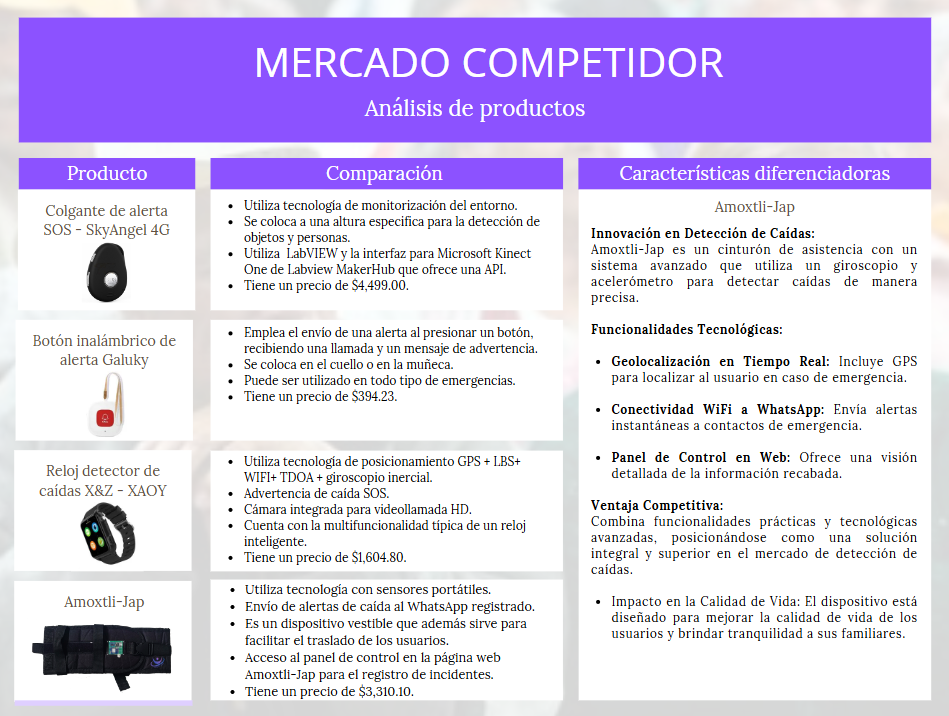 MERCADO COMPETIDOR
Análisis de productos
Producto
Comparación
Características diferenciadoras
Colgante de alerta
SOS - SkyAngel 4G
• Utiliza tecnología de monitorización del entorno.
• Se coloca a una altura especifica para la detección de
objetos y personas.
• Utiliza LabVIEW y la interfaz para Microsoft Kinect
One de Labview MakerHub que ofrece una API.
• Tiene un precio de $4,499.00.
Botón inalámbrico de
alerta Galuky
• Emplea el envío de una alerta al presionar un botón,
recibiendo una llamada y un mensaje de advertencia.
• Se coloca en el cuello o en la muñeca.
• Puede ser utilizado en todo tipo de emergencias.
• Tiene un precio de $394.23.
Reloj detector de
caídas X&Z - XAOY
• Utiliza tecnología de posicionamiento GPS + LBS+
WIFI+ TDOA + giroscopio inercial.
• Advertencia de caída SOS.
• Cámara integrada para videollamada HD.
• Cuenta con la multifuncionalidad típica de un reloj
inteligente.
• Tiene un precio de $1,604.80.
Amoxtli-Jap
• Utiliza tecnología con sensores portátiles.
• Envío de alertas de caída al WhatsApp registrado.
• Es un dispositivo vestible que además sirve para
facilitar el traslado de los usuarios.
• Acceso al panel de control en la página web
Amoxtli-Jap para el registro de incidentes.
• Tiene un precio de $3,310.10.
Amoxtli-Jap
Innovación en Detección de Caídas:
Amoxtli-Jap es un cinturón de asistencia con un
sistema avanzado que utiliza un giroscopio y
acelerómetro para detectar caídas de manera
precisa.
Funcionalidades Tecnológicas:
• Geolocalización en Tiempo Real: Incluye GPS
para localizar al usuario en caso de emergencia.
• Conectividad WiFi a WhatsApp: Envía alertas
instantáneas a contactos de emergencia.
• Panel de Control en Web: Ofrece una visión
detallada de la información recabada.
Ventaja Competitiva:
Combina funcionalidades prácticas y tecnológicas
avanzadas, posicionándose como una solución
integral y superior en el mercado de detección de
caídas.
• Impacto en la Calidad de Vida: El dispositivo está
diseñado para mejorar la calidad de vida de los
usuarios y brindar tranquilidad a sus familiares.